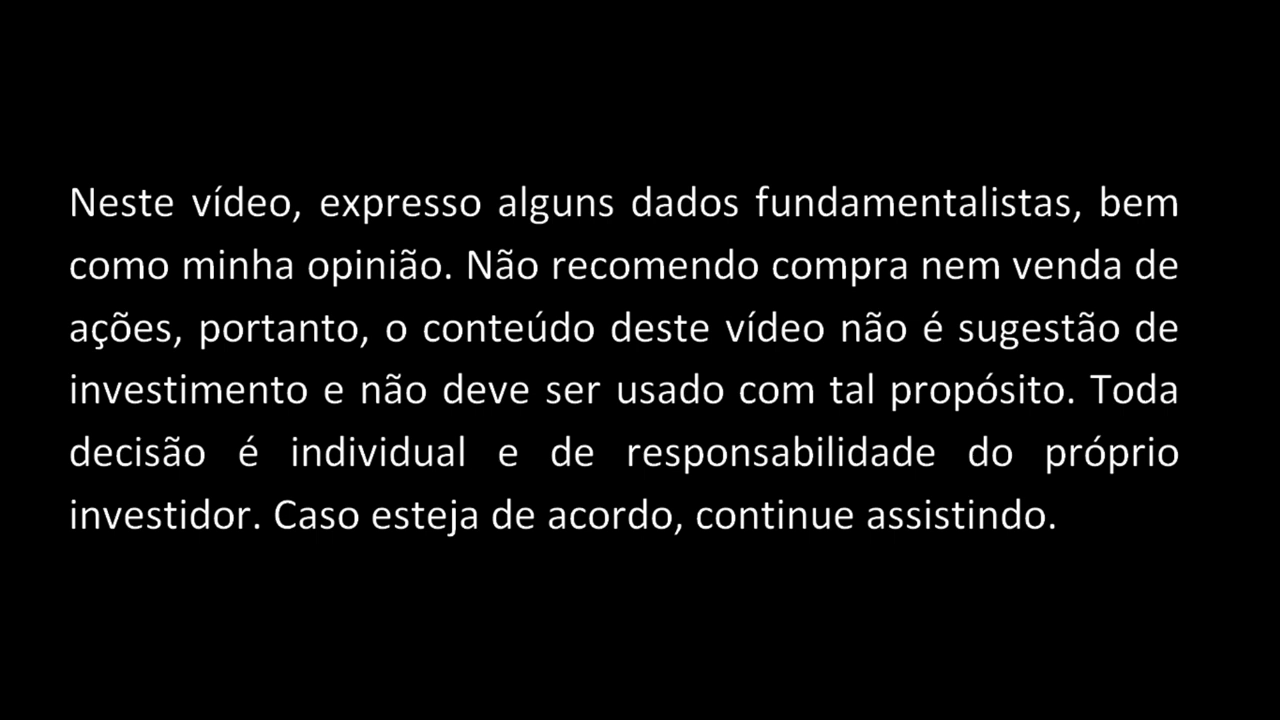 Neste vídeo, expresso alguns dados fundamentalistas, bem
como minha opinião. Não recomendo compra nem venda de
ações, portanto, o conteúdo deste vídeo não é sugestão de
investimento e não deve ser usado com tal propósito. Toda
decisão é individual e de responsabilidade do próprio
investidor. Caso esteja de acordo, continue assistindo.